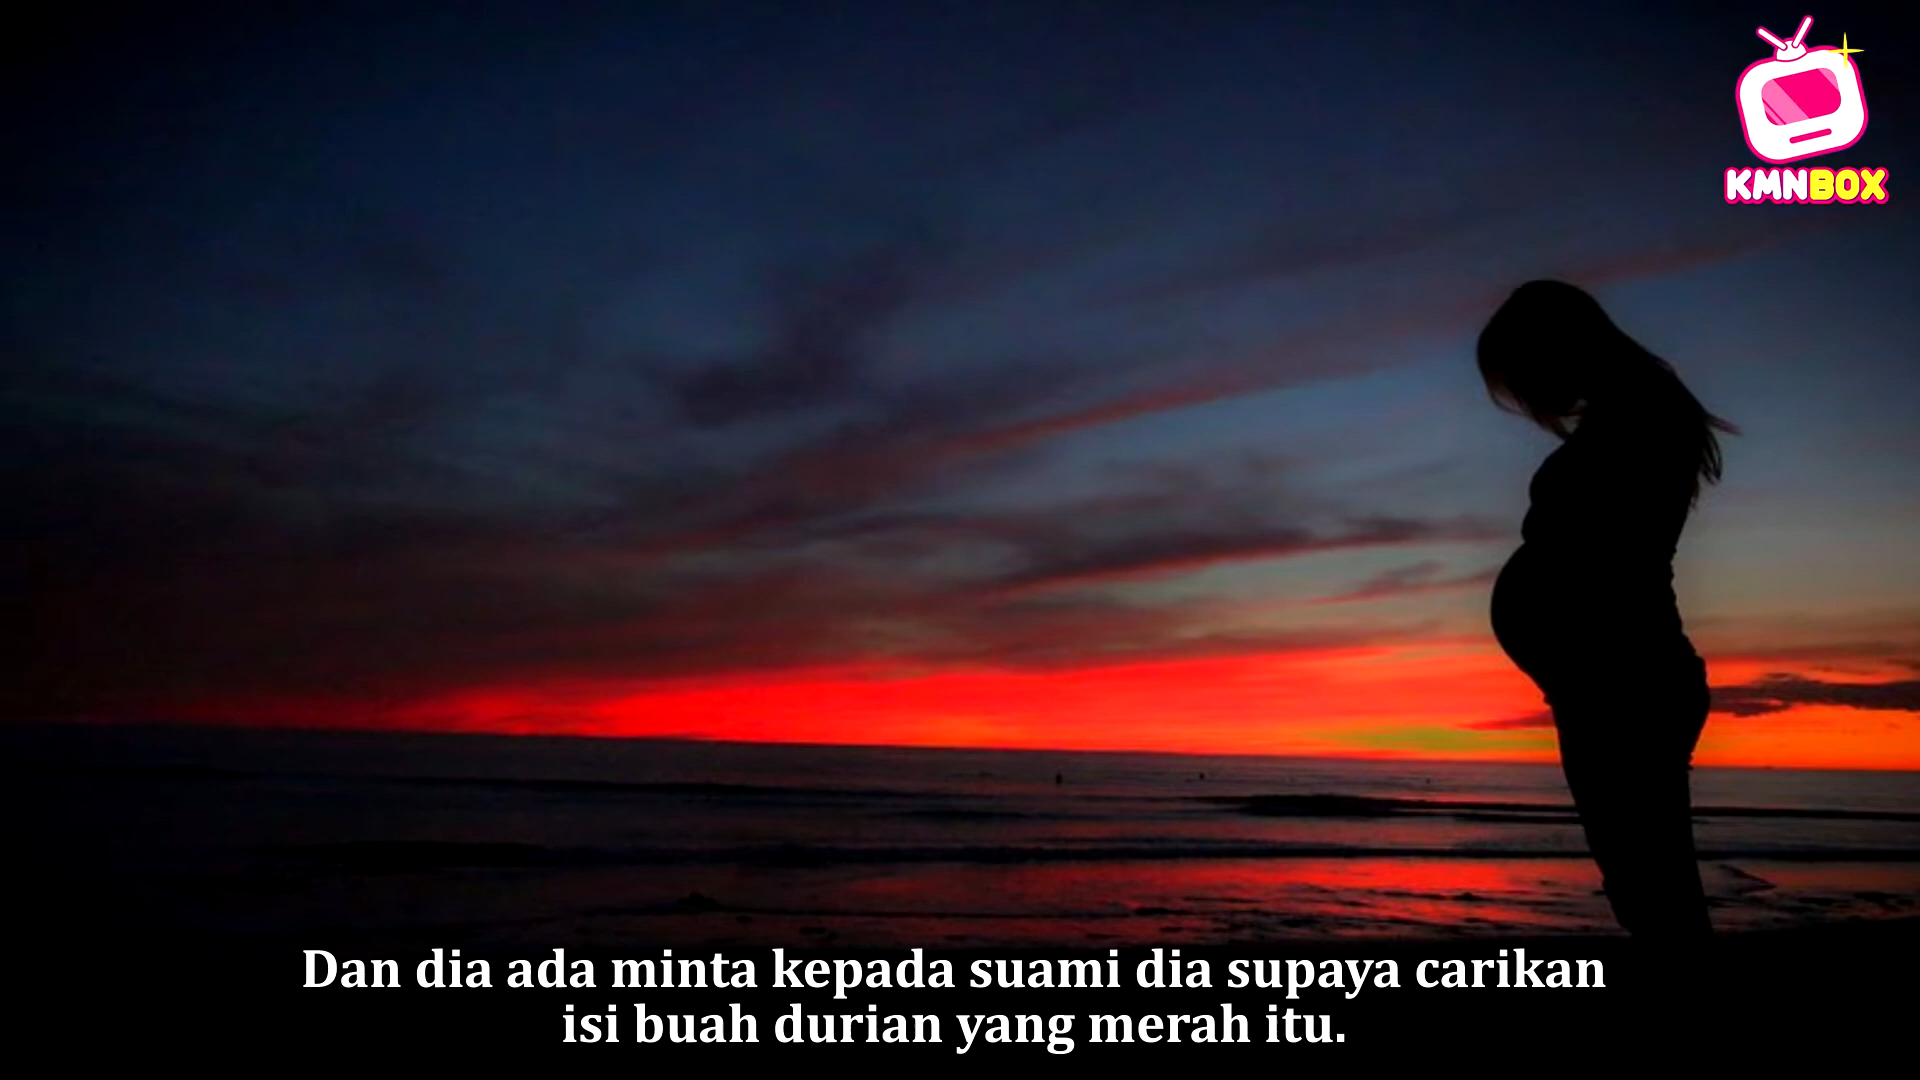 KMNBOX
Dan dia ada minta kepada suami dia supaya carikan
isi buah durian yang merah itu.